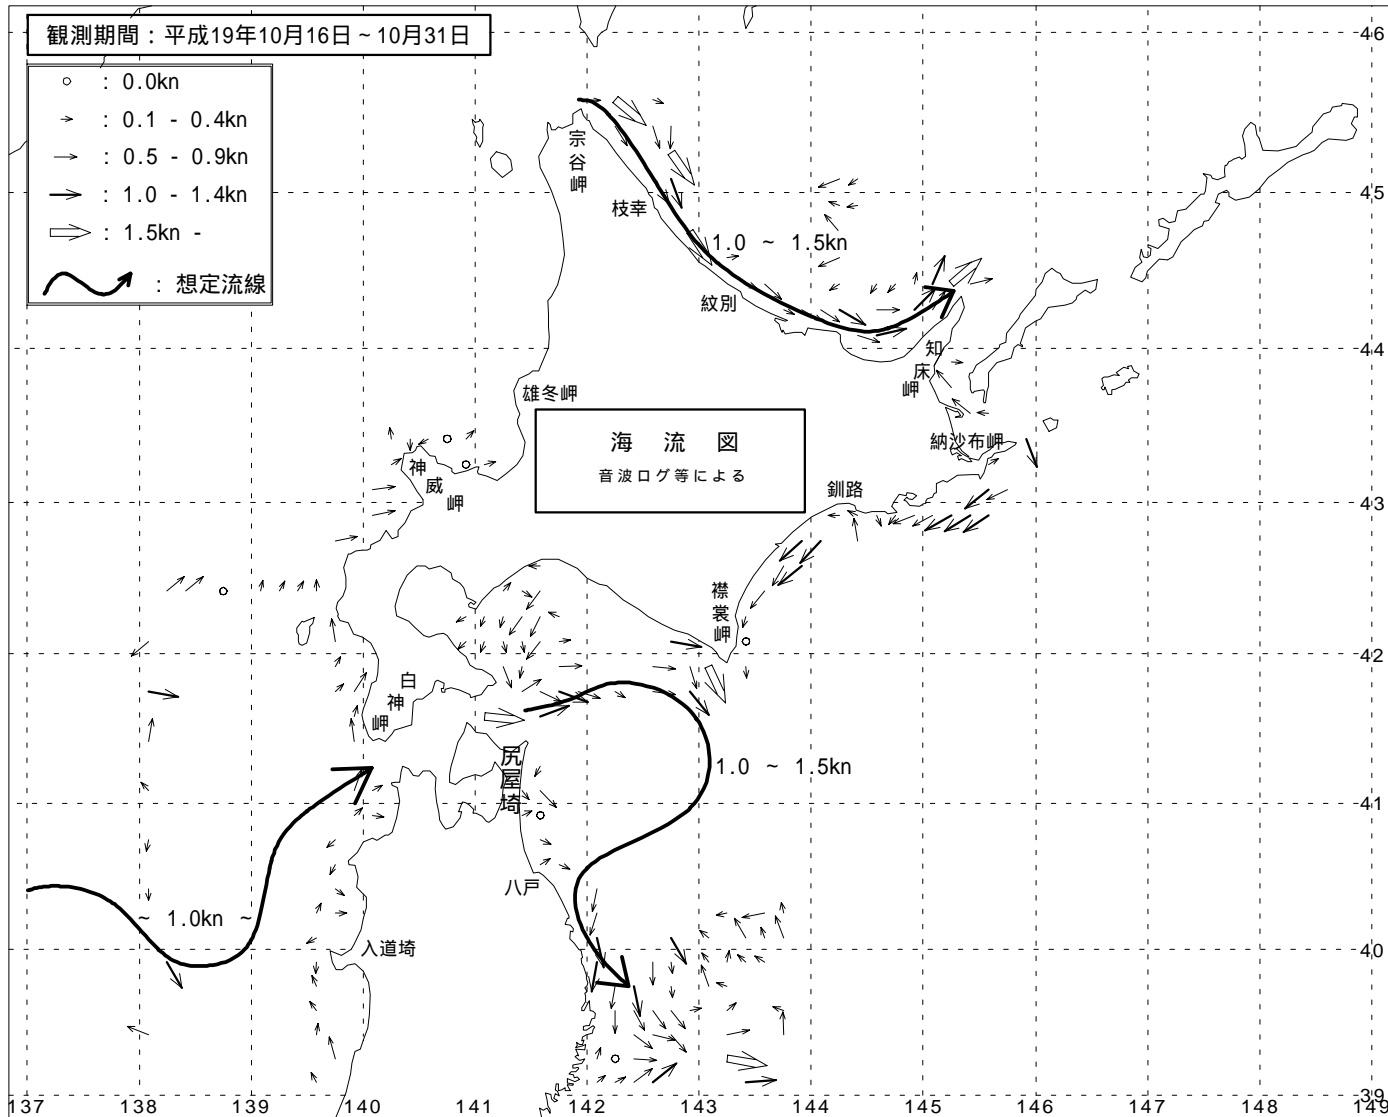 観測期間：平成19年10月16日～10月31日
: 0.0kn
: 0.1 - 0.4kn
: 0.5 - 0.9kn
: 1.0 - 1.4kn
: 1.5kn -
: 想定流線
宗谷岬
枝幸
1.0 ~ 1.5kn
紋別
知床岬
雄冬岬
海 流 図
音波ログ等による
納沙布岬
神威岬
釧路
襟裳岬
白神岬
尻屋埼
1.0 ~ 1.5kn
八戸
~ 1.0kn ~
入道埼
46
45
44
43
42
41
40
39
137 138 139 140 141 142 143 144 145 146 147 148 149